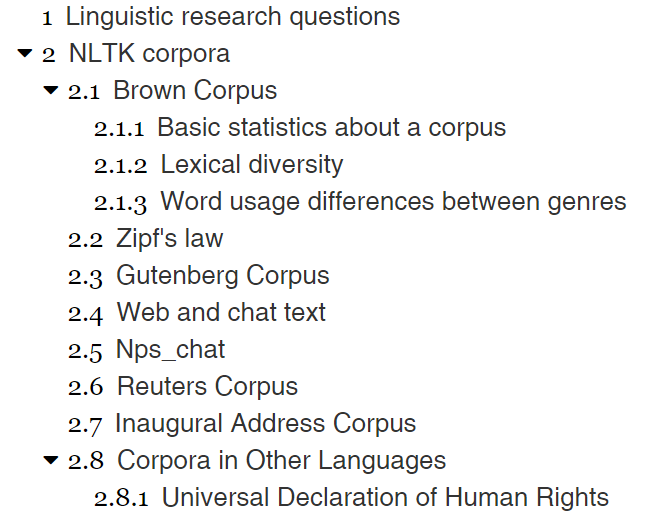 1 Linguistic research questions
2 NLTK corpora
2.1 Brown Corpus
2.1.1 Basic statistics about a corpus
2.1.2 Lexical diversity
2.1.3 Word usage differences between genres
2.2 Zipf's law
2.3 Gutenberg Corpus
2.4 Web and chat text
2.5 Nps_chat
2.6 Reuters Corpus
2.7 Inaugural Address Corpus
2.8 Corpora in Other Languages
2.8.1 Universal Declaration of Human Rights